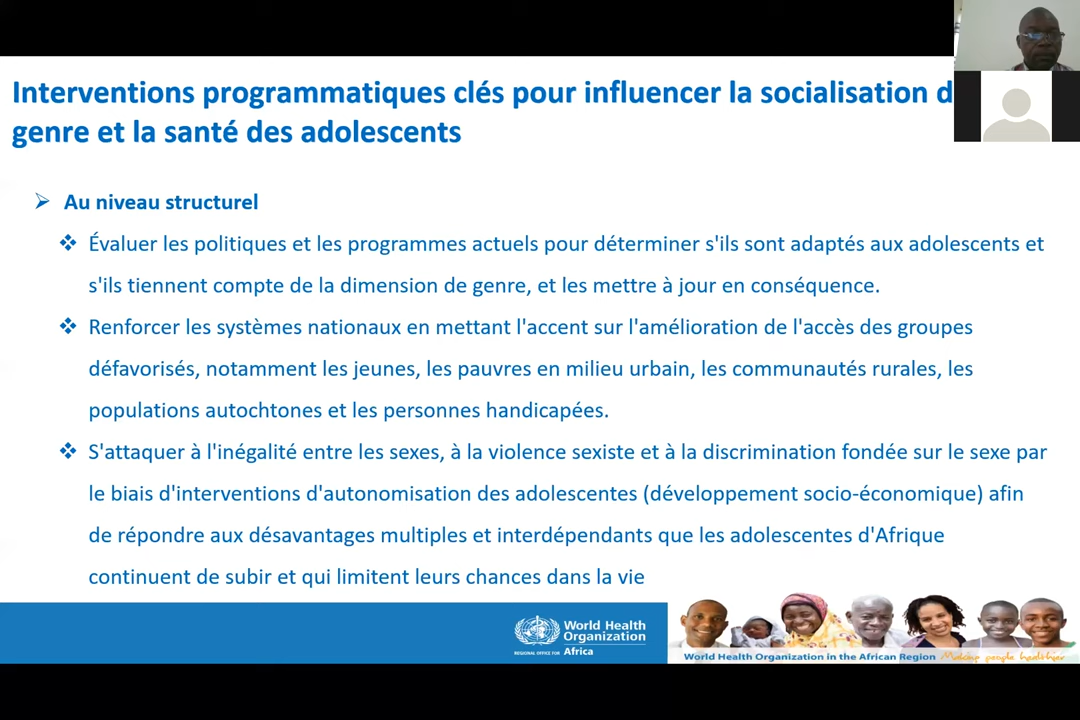 Interventions programmatiques clés pour influencer la socialisation d
genre et la santé des adolescents
Au niveau structurel
Évaluer les politiques et les programmes actuels pour déterminer s'ils sont adaptés aux adolescents et
s'ils tiennent compte de la dimension de genre, et les mettre à jour en conséquence.
Renforcer les systèmes nationaux en mettant l'accent sur l'amélioration de l'accès des groupes
défavorisés, notamment les jeunes, les pauvres en milieu urbain, les communautés rurales, les
populations autochtones et les personnes handicapées.
S'attaquer à l'inégalité entre les sexes, à la violence sexiste et à la discrimination fondée sur le sexe par
le biais d'interventions d'autonomisation des adolescentes (développement socio-économique) afin
de répondre aux désavantages multiples et interdépendants que les adolescentes d'Afrique
continuent de subir et qui limitent leurs chances dans la vie
World Health
Organization
REGIONAL OFFICE FOR Africa
World Health Organization in the African Region Making people healthier